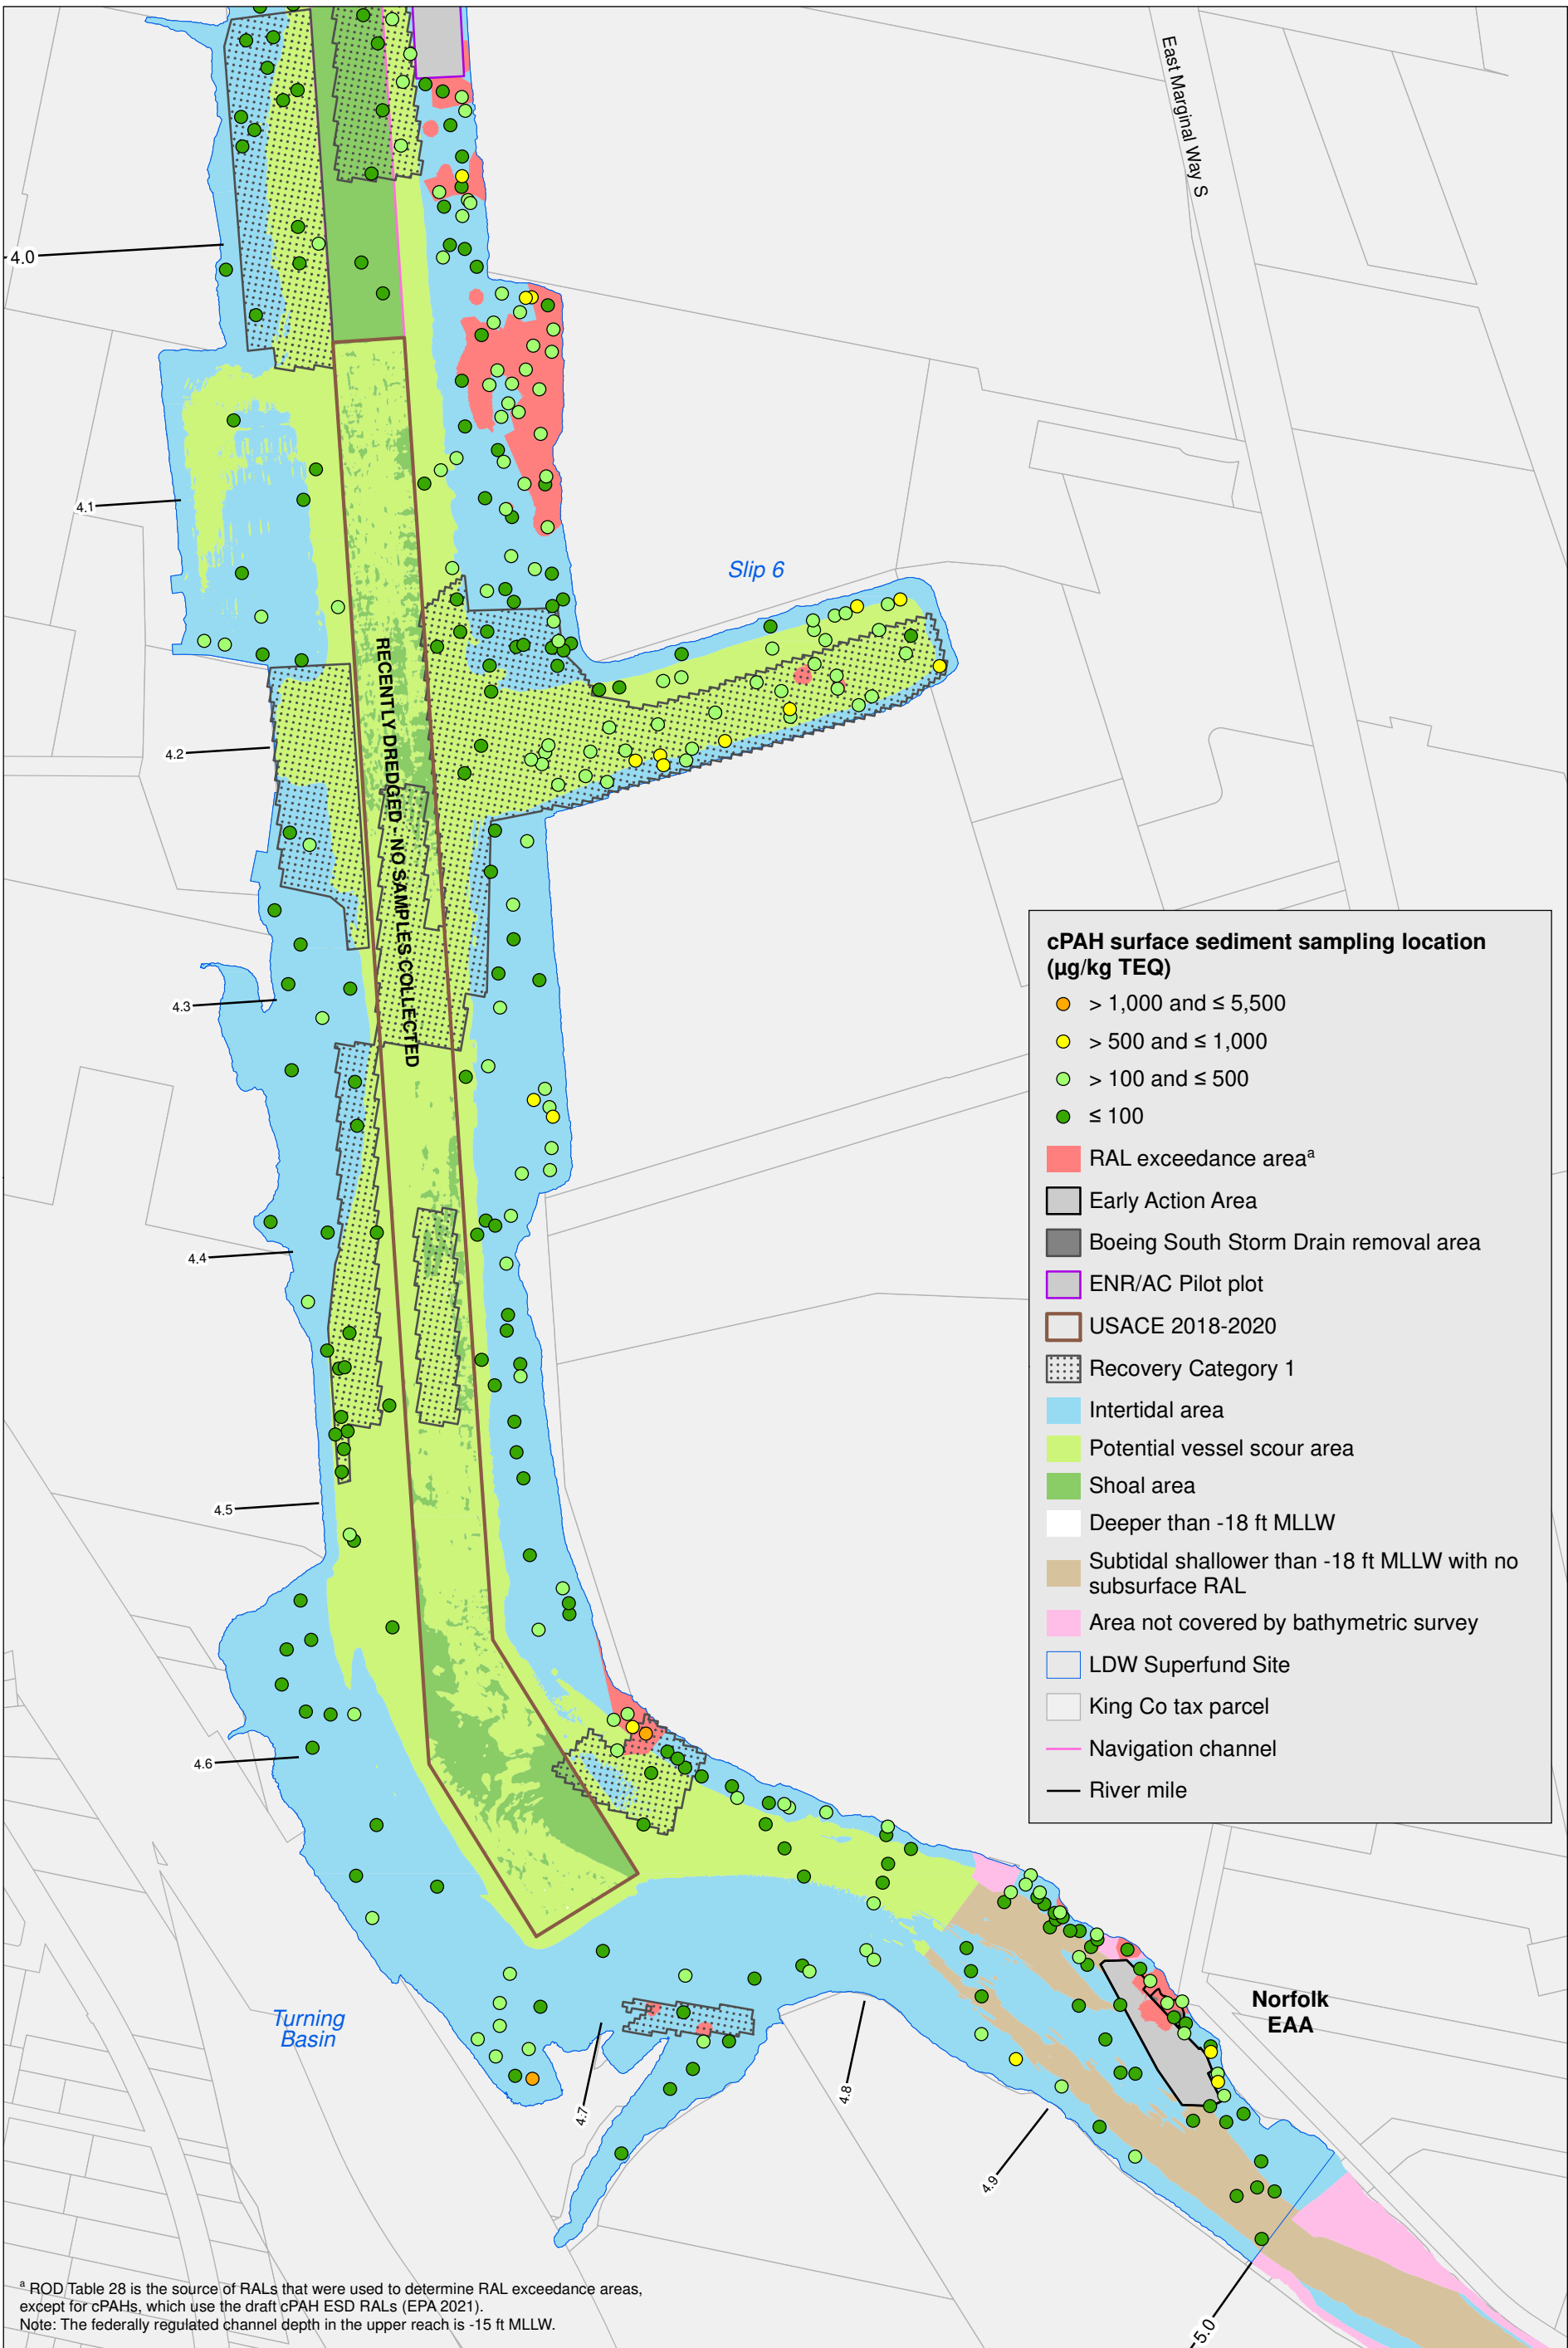 East Marginal Way S
4.0
4.1
Slip 6
4.2
RECENTLY DREDGED - NO SAMPLES COLLECTED
4.3
4.4
4.5
4.6
Turning
Basin
4.7
4.8
4.9
5.0
Norfolk
EAA
cPAH surface sediment sampling location
(µg/kg TEQ)
> 1,000 and ≤ 5,500
> 500 and ≤ 1,000
> 100 and ≤ 500
≤ 100
RAL exceedance areaᵃ
Early Action Area
Boeing South Storm Drain removal area
ENR/AC Pilot plot
USACE 2018-2020
Recovery Category 1
Intertidal area
Potential vessel scour area
Shoal area
Deeper than -18 ft MLLW
Subtidal shallower than -18 ft MLLW with no
subsurface RAL
Area not covered by bathymetric survey
LDW Superfund Site
King Co tax parcel
Navigation channel
River mile
ᵃ ROD Table 28 is the source of RALs that were used to determine RAL exceedance areas,
except for cPAHs, which use the draft cPAH ESD RALs (EPA 2021).
Note: The federally regulated channel depth in the upper reach is -15 ft MLLW.